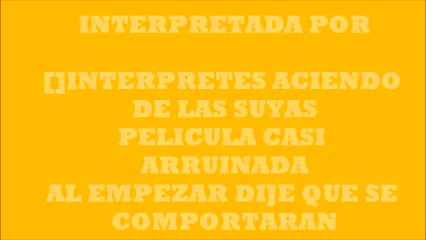 INTERPRETADA POR
[]INTERPRETES ACIENDO
DE LAS SUYAS
PELICULA CASI
ARRUINADA
AL EMPEZAR DIJE QUE SE
COMPORTARAN